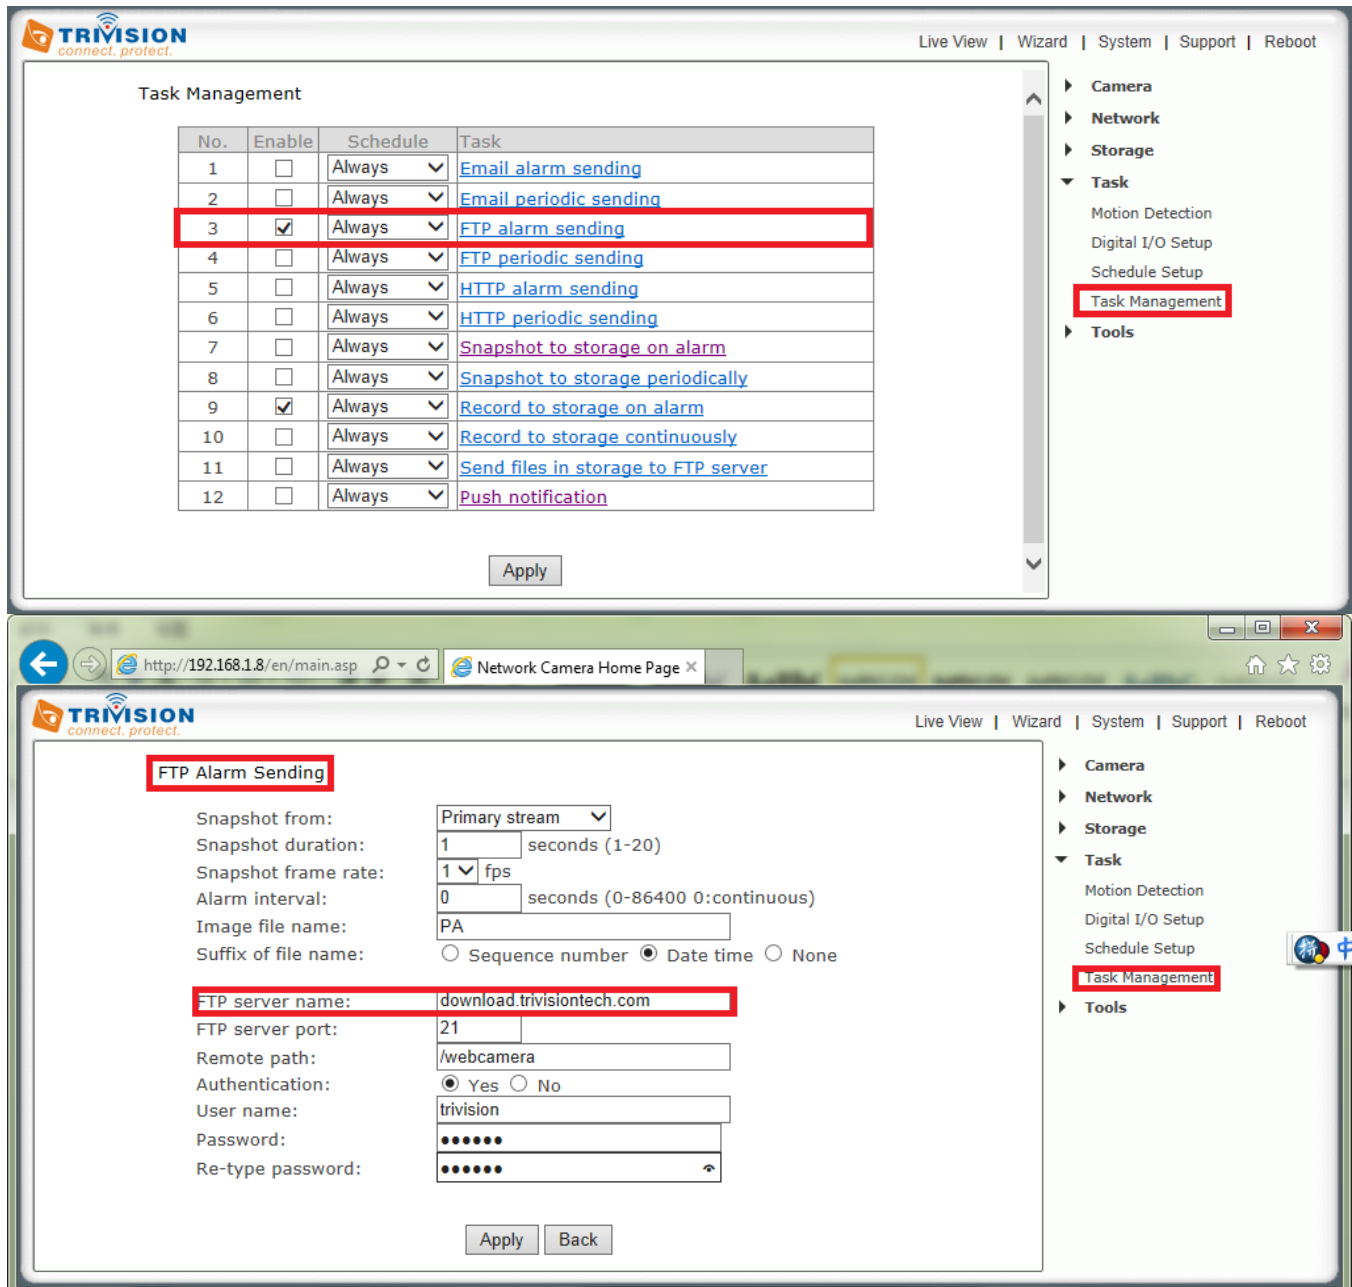 TRIVISION
connect. protect.
Live View | Wizard | System | Support | Reboot
Task Management
No. Enable Schedule Task
1 Always Email alarm sending
2 Always Email periodic sending
3 Always FTP alarm sending
4 Always FTP periodic sending
5 Always HTTP alarm sending
6 Always HTTP periodic sending
7 Always Snapshot to storage on alarm
8 Always Snapshot to storage periodically
9 Always Record to storage on alarm
10 Always Record to storage continuously
11 Always Send files in storage to FTP server
12 Always Push notification
Apply
Camera
Network
Storage
Task
Motion Detection
Digital I/O Setup
Schedule Setup
Task Management
Tools
http://192.168.1.8/en/main.asp
Network Camera Home Page
TRIVISION
connect. protect.
Live View | Wizard | System | Support | Reboot
FTP Alarm Sending
Snapshot from: Primary stream
Snapshot duration: 1 seconds (1-20)
Snapshot frame rate: 1 fps
Alarm interval: 0 seconds (0-86400 0:continuous)
Image file name: PA
Suffix of file name: Sequence number Date time None
FTP server name: download.trivisiontech.com
FTP server port: 21
Remote path: /webcamera
Authentication: Yes No
User name: trivision
Password: ••••••
Re-type password: ••••••
Apply Back
Camera
Network
Storage
Task
Motion Detection
Digital I/O Setup
Schedule Setup
Task Management
Tools
拼 中